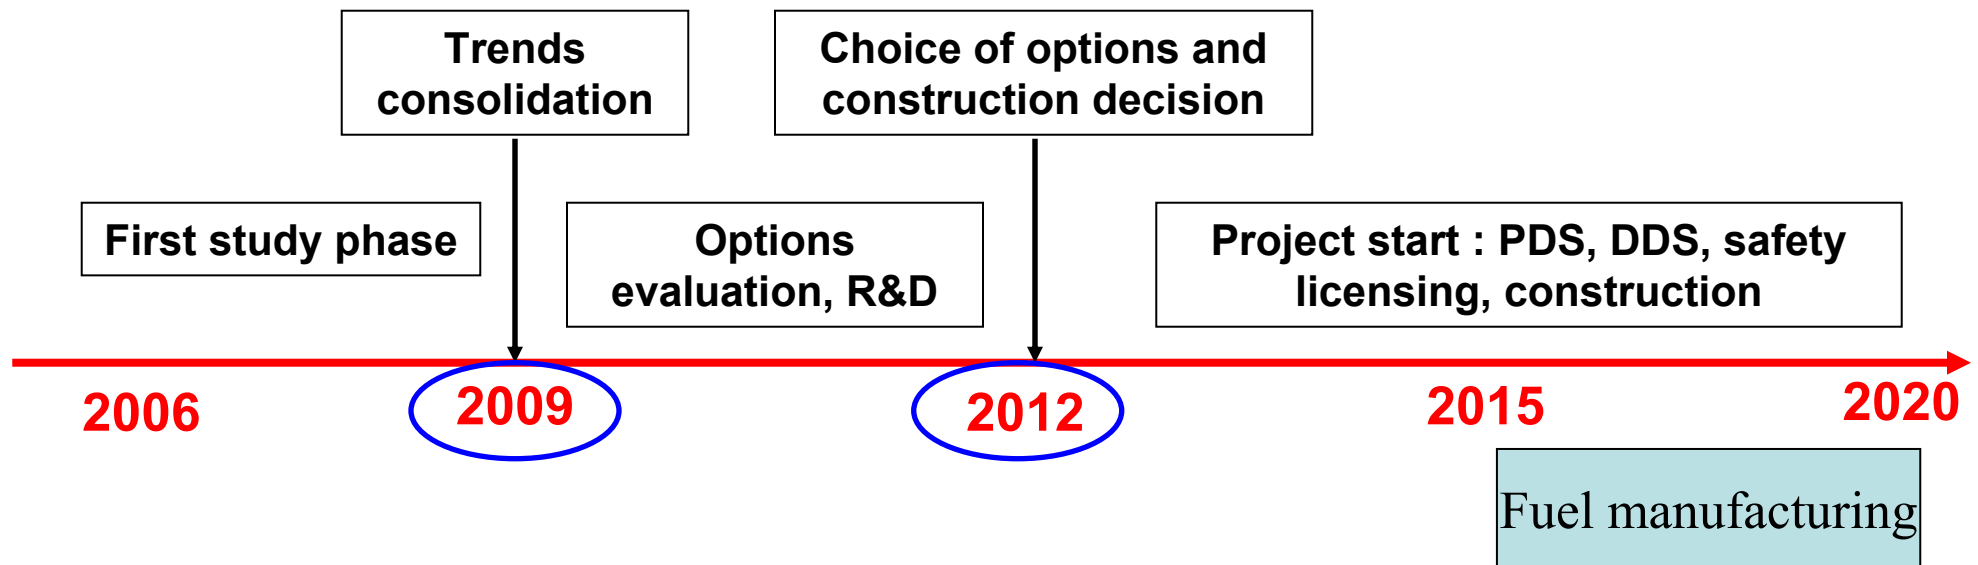 Trends
consolidation
Choice of options and
construction decision
First study phase
Options
evaluation, R&D
Project start : PDS, DDS, safety
licensing, construction
2006
2009
2012
2015
2020
Fuel manufacturing